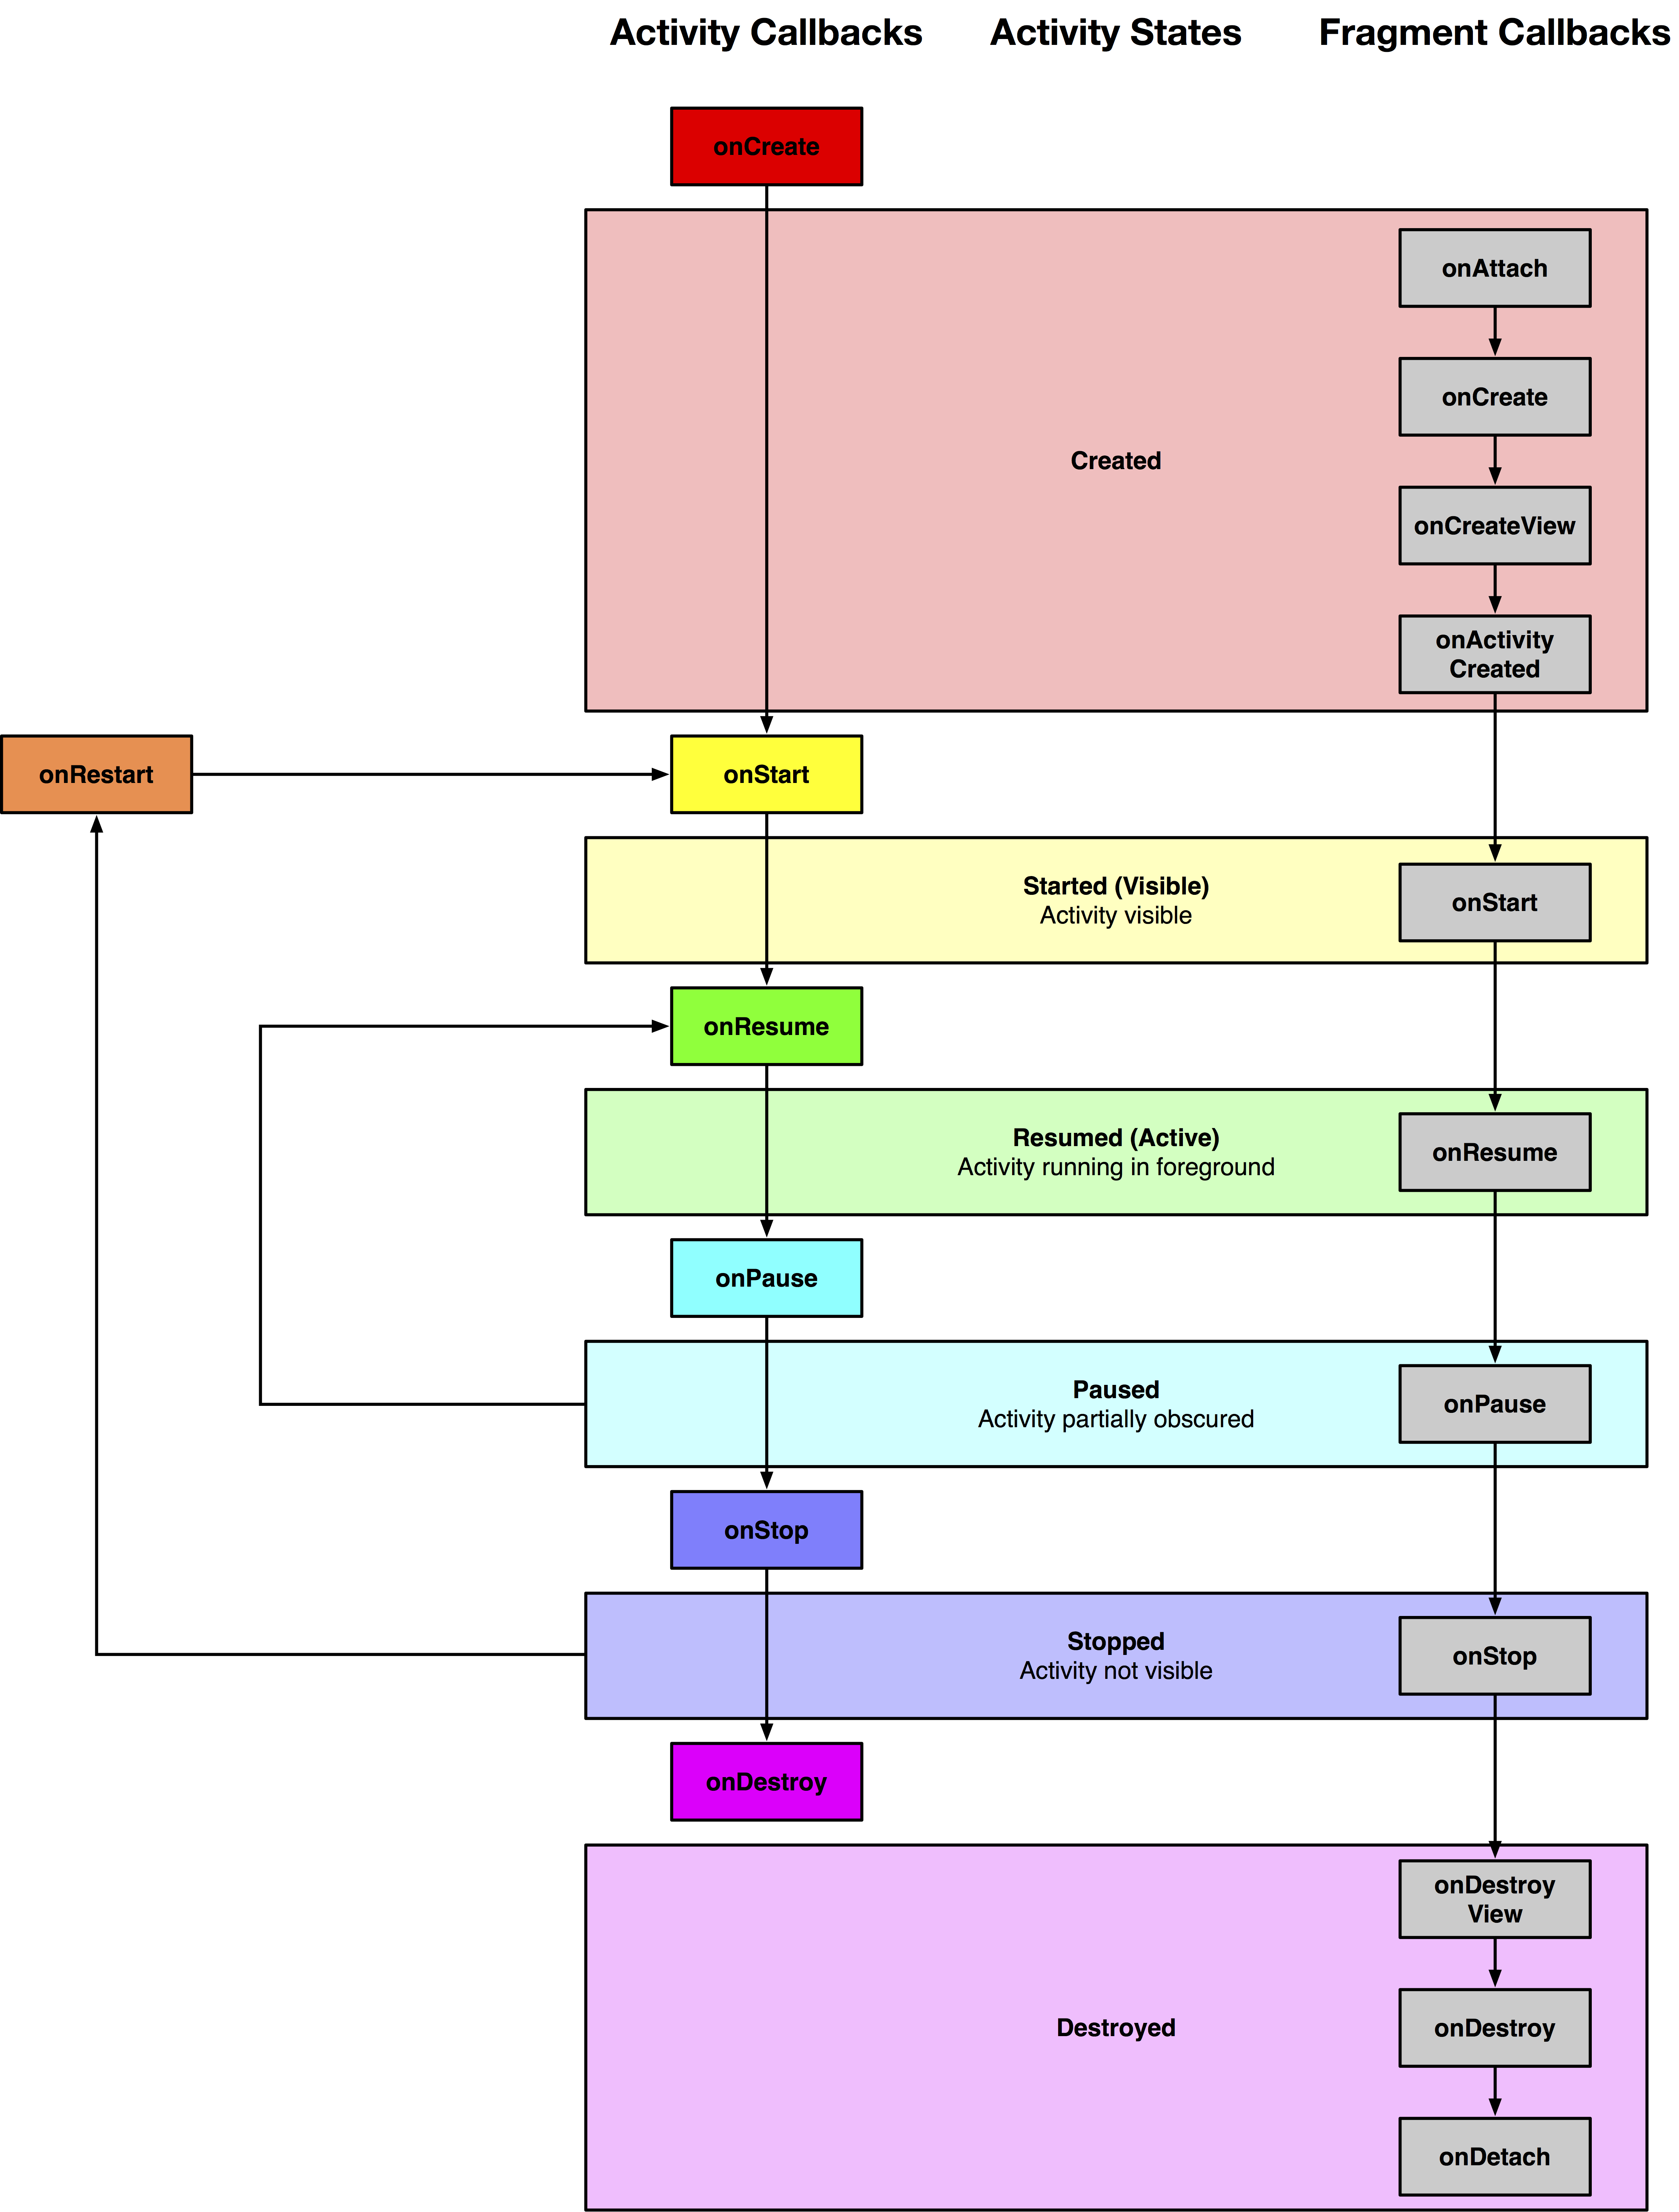 Activity Callbacks
Activity States
Fragment Callbacks
onCreate
onAttach
onCreate
Created
onCreateView
onActivity
Created
onRestart
onStart
Started (Visible)
Activity visible
onStart
onResume
Resumed (Active)
Activity running in foreground
onResume
onPause
Paused
Activity partially obscured
onPause
onStop
Stopped
Activity not visible
onStop
onDestroy
onDestroy
View
Destroyed
onDestroy
onDetach